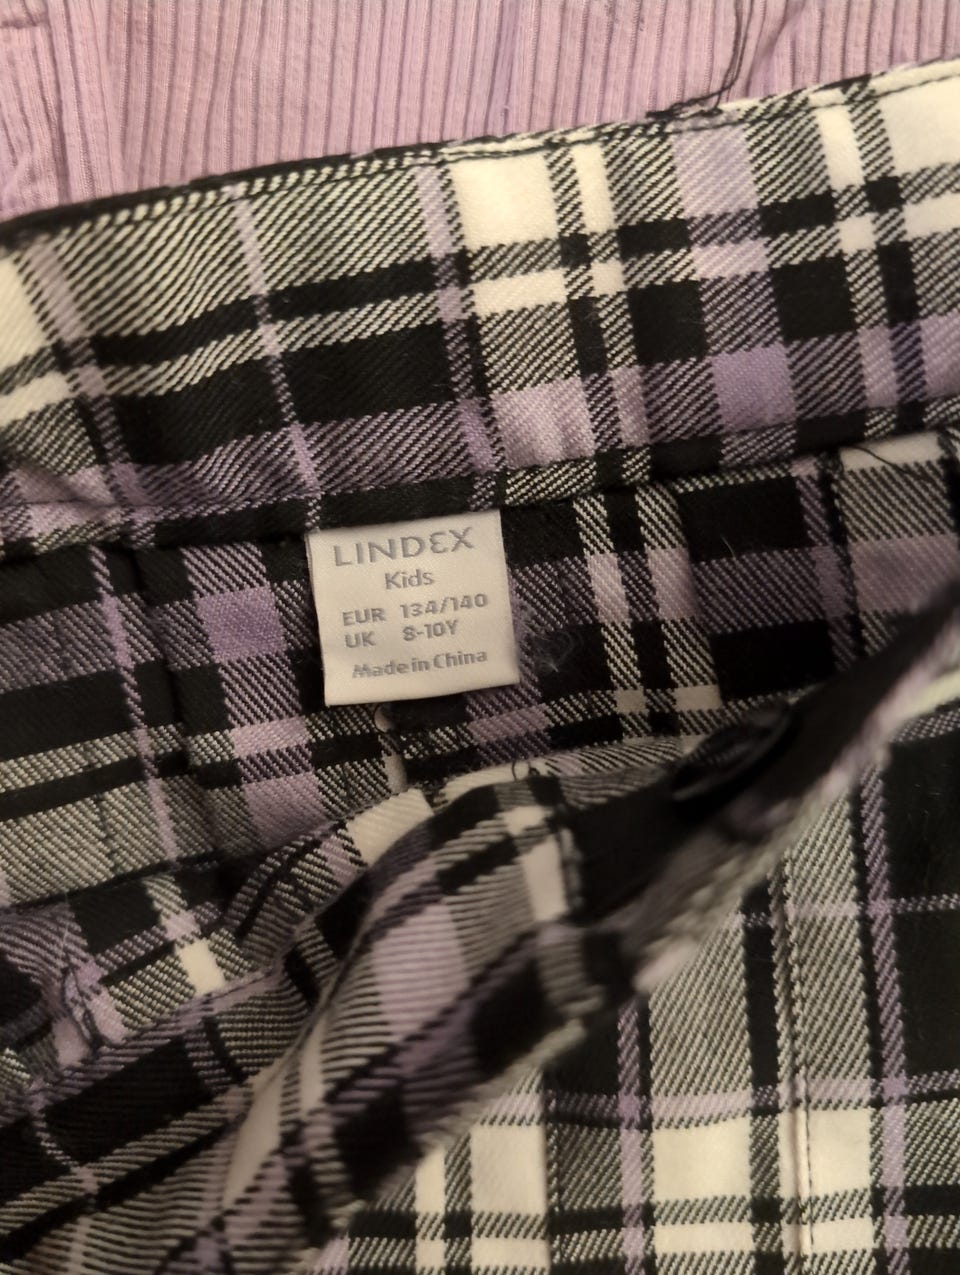 LINDEX
Kids
EUR 134/140
UK 8-10Y
Made in China